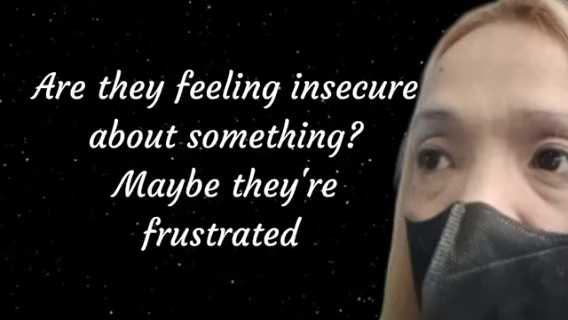 Are they feeling insecure
about something?
Maybe they're
frustrated